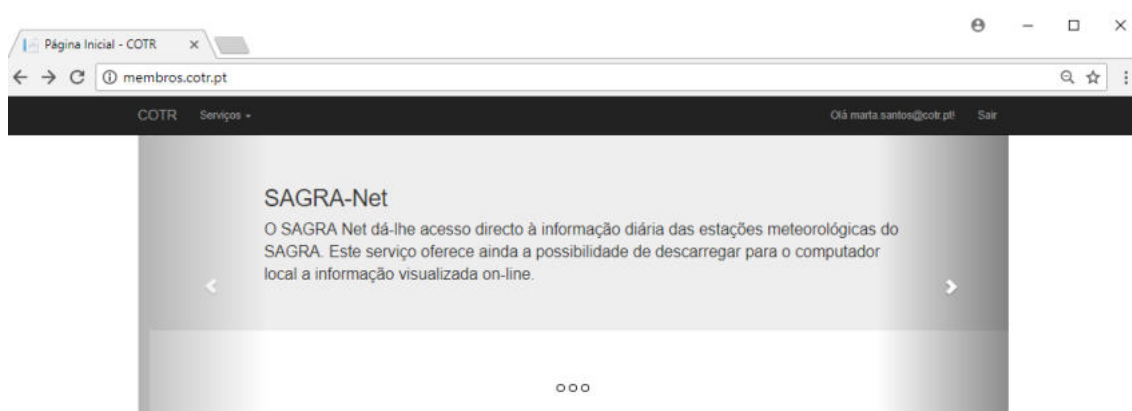 Página Inicial - COTR
membros.cotr.pt
COTR Serviços Olá marta.santos@cotr.pt! Sair
SAGRA-Net
O SAGRA Net dá-lhe acesso directo à informação diária das estações meteorológicas do
SAGRA. Este serviço oferece ainda a possibilidade de descarregar para o computador
local a informação visualizada on-line.